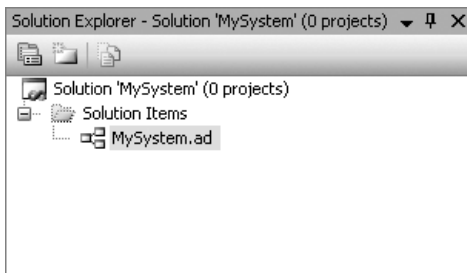 Solution Explorer - Solution 'MySystem' (0 projects)
Solution 'MySystem' (0 projects)
Solution Items
MySystem.ad